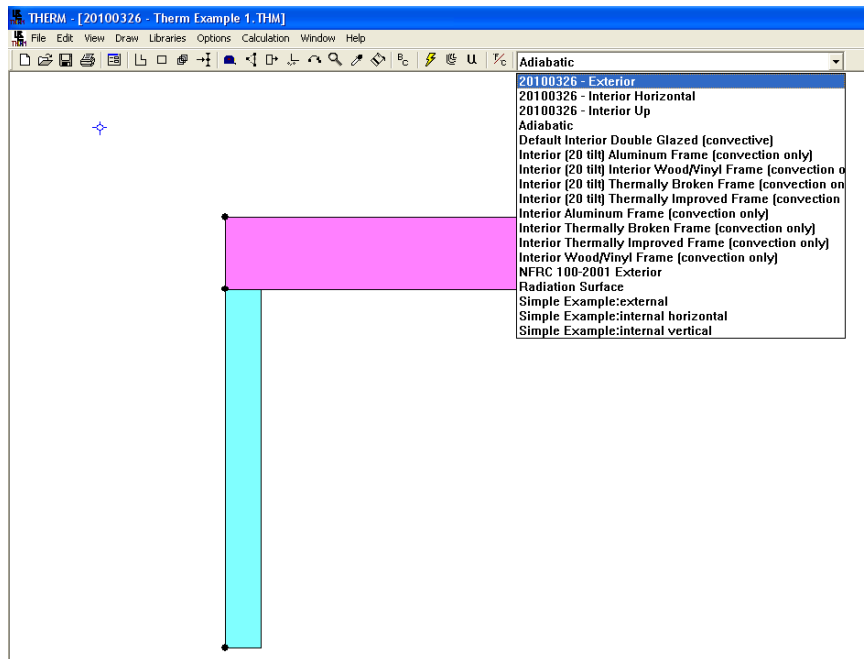 THERM - [20100326 - Therm Example 1.THM]
File Edit View Draw Libraries Options Calculation Window Help
Adiabatic
20100326 - Exterior
20100326 - Interior Horizontal
20100326 - Interior Up
Adiabatic
Default Interior Double Glazed (convective)
Interior (20 tilt) Aluminum Frame (convection only)
Interior (20 tilt) Interior Wood/Vinyl Frame (convection o
Interior (20 tilt) Thermally Broken Frame (convection on
Interior (20 tilt) Thermally Improved Frame (convection
Interior Aluminum Frame (convection only)
Interior Thermally Broken Frame (convection only)
Interior Thermally Improved Frame (convection only)
Interior Wood/Vinyl Frame (convection only)
NFRC 100-2001 Exterior
Radiation Surface
Simple Example:external
Simple Example:internal horizontal
Simple Example:internal vertical